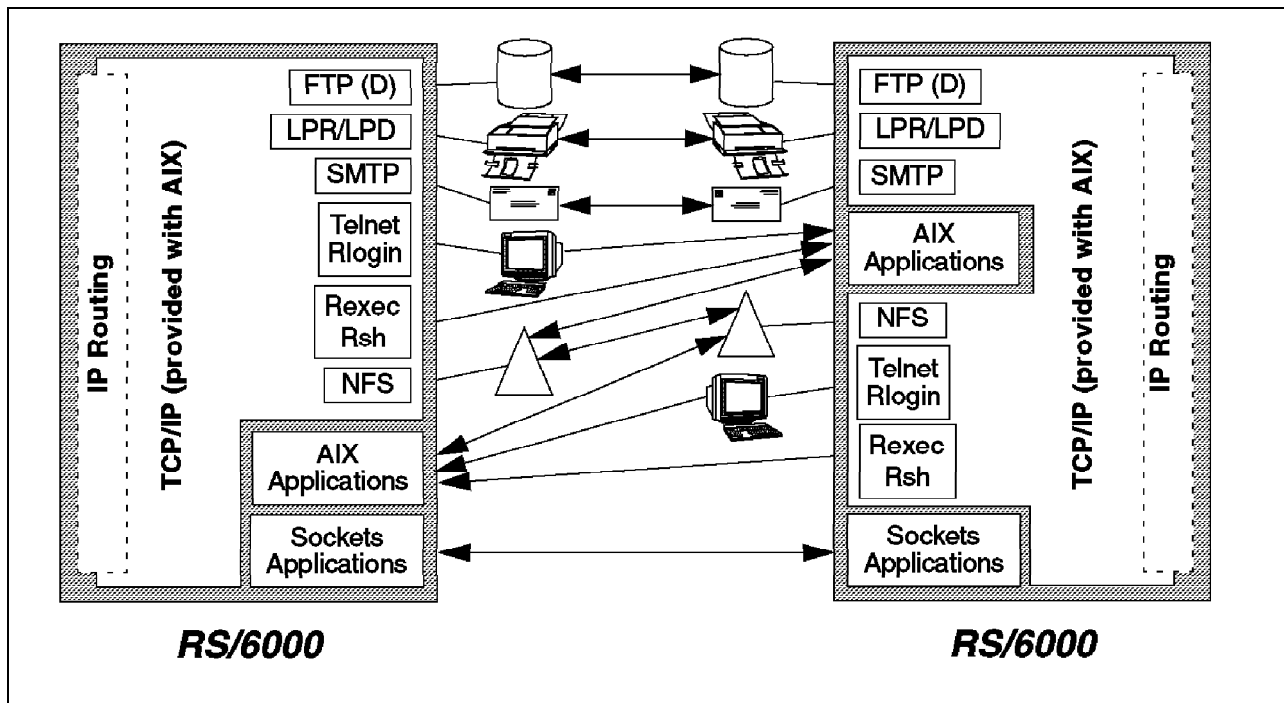 IP Routing
TCP/IP (provided with AIX)
FTP (D)
LPR/LPD
SMTP
Telnet
Rlogin
Rexec
Rsh
NFS
AIX
Applications
Sockets
Applications
RS/6000
FTP (D)
LPR/LPD
SMTP
AIX
Applications
NFS
Telnet
Rlogin
Rexec
Rsh
Sockets
Applications
TCP/IP (provided with AIX)
IP Routing
RS/6000